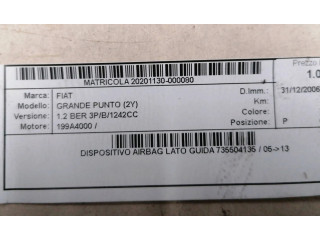 MATRICOLA 20201130-000080
Prezzo
Marca: FIAT D.Imm.: 31/12/2006 1.0
Modello: GRANDE PUNTO (2Y) Km:
Versione: 1.2 BER 3P/B/1242CC Colore:
Motore: 199A4000 / Posizione: P
DISPOSITIVO AIRBAG LATO GUIDA 735504135 / 05->13